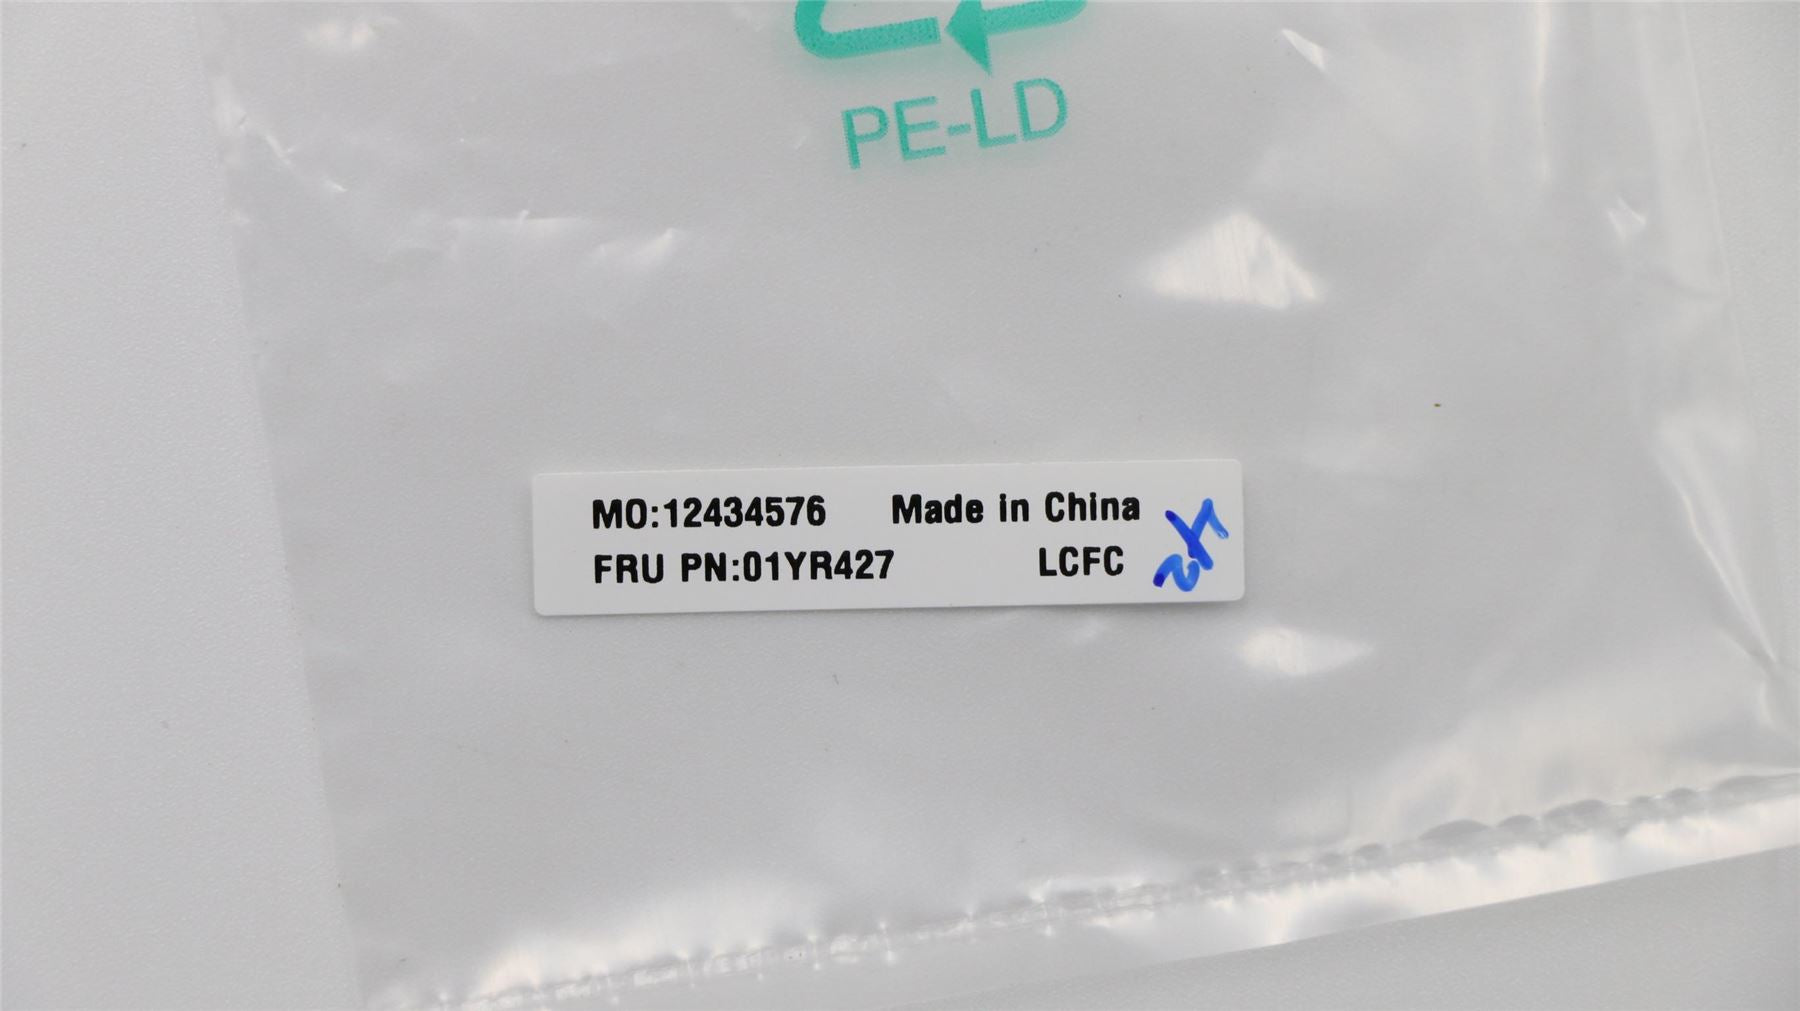 PE-LD
MO:12434576 Made in China
FRU PN:01YR427 LCFC